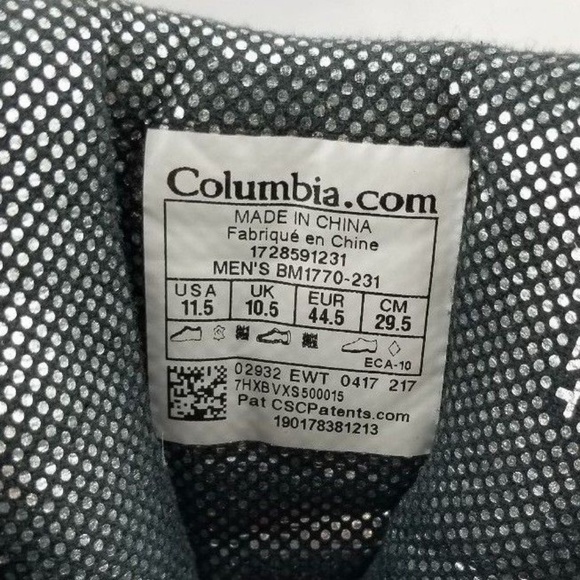 Columbia.com
MADE IN CHINA
Fabriqué en Chine
1728591231
MEN'S BM1770-231
USA UK EUR CM
11.5 10.5 44.5 29.5
ECA-10
02932 EWT 0417 217
7HXBVXS500015
Pat CSCPatents.com
190178381213